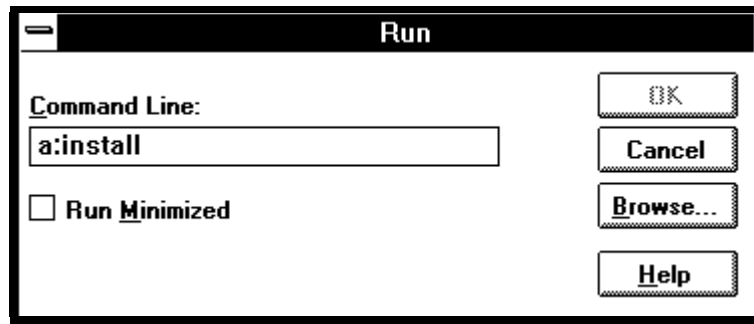 Run
Command Line:
OK
a:install
Cancel
Run Minimized
Browse...
Help